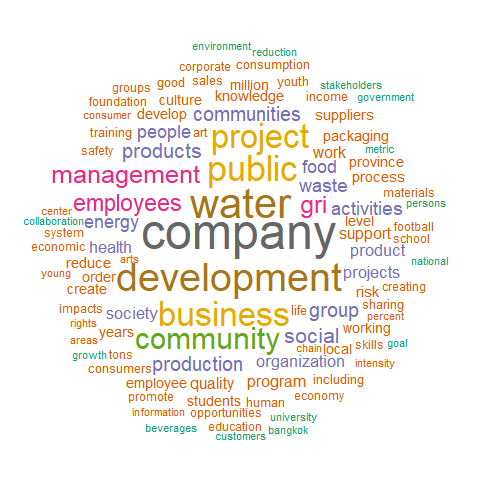 environment
reduction
corporate consumption
groups good sales million youth stakeholders
foundation culture knowledge income government
consumer develop communities suppliers
training people art project packaging metric
safety products public food work province
management waste process
employees water gri activities materials
center persons
collaboration energy company level football
system support school
economic health product national
young reduce arts development projects
order risk creating
create
impacts society business life group sharing
rights percent
years community social working
areas chain local skills goal
growth tons production organization intensity
consumers
employee quality program including
promote students human economy
information opportunities university
beverages education bangkok
customers